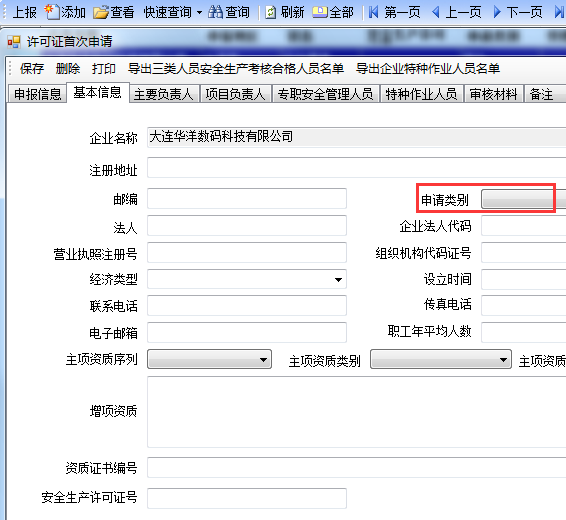 上报 添加 查看 快速查询 查询 刷新 全部 第一页 上一页 下一页
许可证首次申请
保存 删除 打印 导出三类人员安全生产考核合格人员名单 导出企业特种作业人员名单
申报信息 基本信息 主要负责人 项目负责人 专职安全管理人员 特种作业人员 审核材料 备注
企业名称 大连华洋数码科技有限公司
注册地址
邮编 申请类别
法人 企业法人代码
营业执照注册号 组织机构代码证号
经济类型 设立时间
联系电话 传真电话
电子邮箱 职工年平均人数
主项资质序列 主项资质类别 主项资质
增项资质
资质证书编号
安全生产许可证号